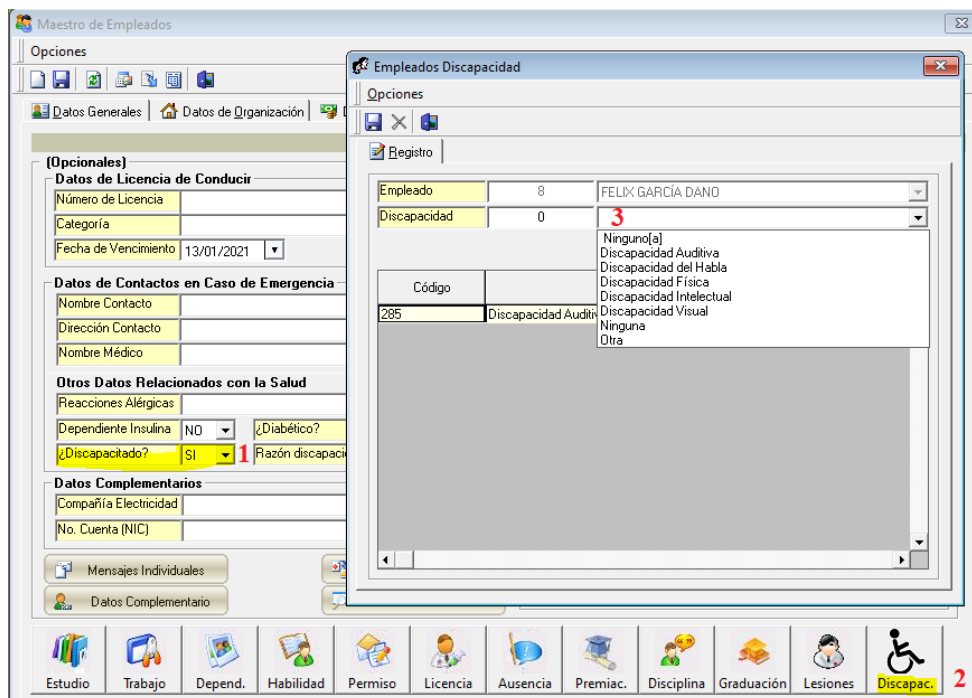 Maestro de Empleados
Opciones
Datos Generales
Datos de Organización
(Opcionales)
Datos de Licencia de Conducir
Número de Licencia
Categoría
Fecha de Vencimiento 13/01/2021
Datos de Contactos en Caso de Emergencia
Nombre Contacto
Dirección Contacto
Nombre Médico
Otros Datos Relacionados con la Salud
Reacciones Alérgicas
Dependiente Insulina NO ¿Diabético?
¿Discapacitado? SI 1 Razón discapacid
Datos Complementarios
Compañía Electricidad
No. Cuenta (NIC)
Mensajes Individuales
Datos Complementario
Empleados Discapacidad
Opciones
Registro
Empleado 8 FELIX GARCÍA DANO
Discapacidad 0 3
Ninguno[a]
Discapacidad Auditiva
Discapacidad del Habla
Discapacidad Física
Discapacidad Intelectual
Discapacidad Visual
Ninguna
Otra
Código
285 Discapacidad Auditiv
Estudio Trabajo Depend. Habilidad Permiso Licencia Ausencia Premiac. Disciplina Graduación Lesiones Discapac. 2